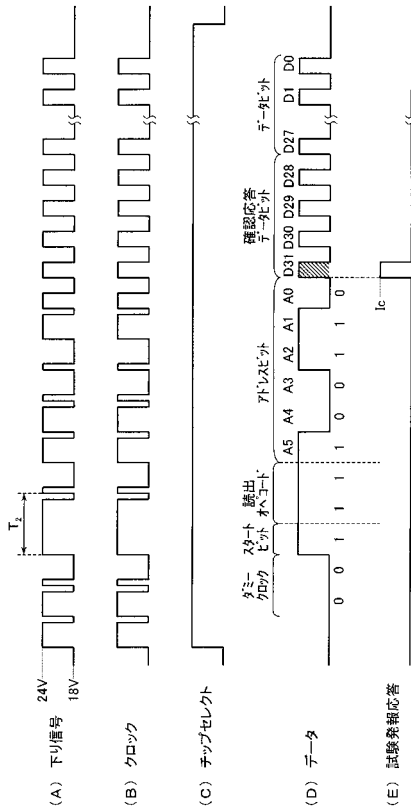 (A) 下り信号
24V
18V
T₂
(B) クロック
(C) チップセレクト
(D) データ
ダミークロック
スタートビット
読出オペコード
アドレスビット
確認応答データビット
データビット
A5 A4 A3 A2 A1 A0 D31 D30 D29 D28 D27 D1 D0
0 0 1 1 1 1 0 0 1 1 0
(E) 試験発報応答
Ic